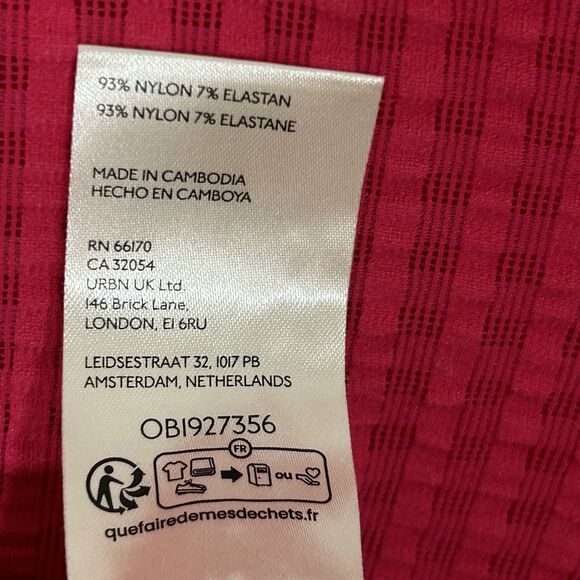 93% NYLON 7% ELASTAN
93% NYLON 7% ELASTANE
MADE IN CAMBODIA
HECHO EN CAMBOYA
RN 66170
CA 32054
URBN UK Ltd.
146 Brick Lane,
LONDON, E1 6RU
LEIDSESTRAAT 32, 1017 PB
AMSTERDAM, NETHERLANDS
OB1927356
FR
ou
quefairedemesdechets.fr